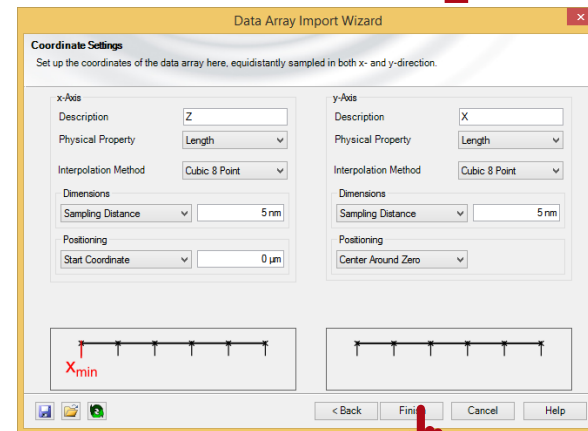 Data Array Import Wizard
x
Coordinate Settings
Set up the coordinates of the data array here, equidistantly sampled in both x- and y-direction.
x-Axis
Description Z
Physical Property Length
Interpolation Method Cubic 8 Point
Dimensions
Sampling Distance 5 nm
Positioning
Start Coordinate 0 µm
y-Axis
Description X
Physical Property Length
Interpolation Method Cubic 8 Point
Dimensions
Sampling Distance 5 nm
Positioning
Center Around Zero
Xmin
< Back Cancel Help